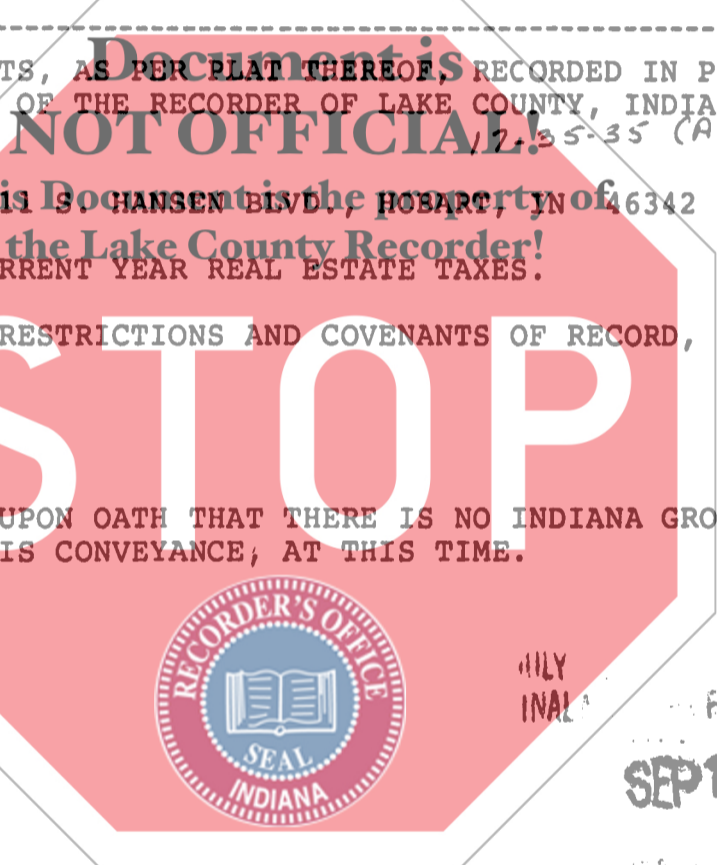 Document is
TS, AS PER PLAT THEREOF, RECORDED IN P
OF THE RECORDER OF LAKE COUNTY, INDIA
NOT OFFICIAL!
17-35-35 (A
This Document is the property of
11 S. HANSEN BLVD., HOBART, IN 46342
the Lake County Recorder!
RRENT YEAR REAL ESTATE TAXES.
RESTRICTIONS AND COVENANTS OF RECORD,
STOP
UPON OATH THAT THERE IS NO INDIANA GRO
IS CONVEYANCE, AT THIS TIME.
RECORDER'S OFFICE
SEAL
INDIANA
SEP1